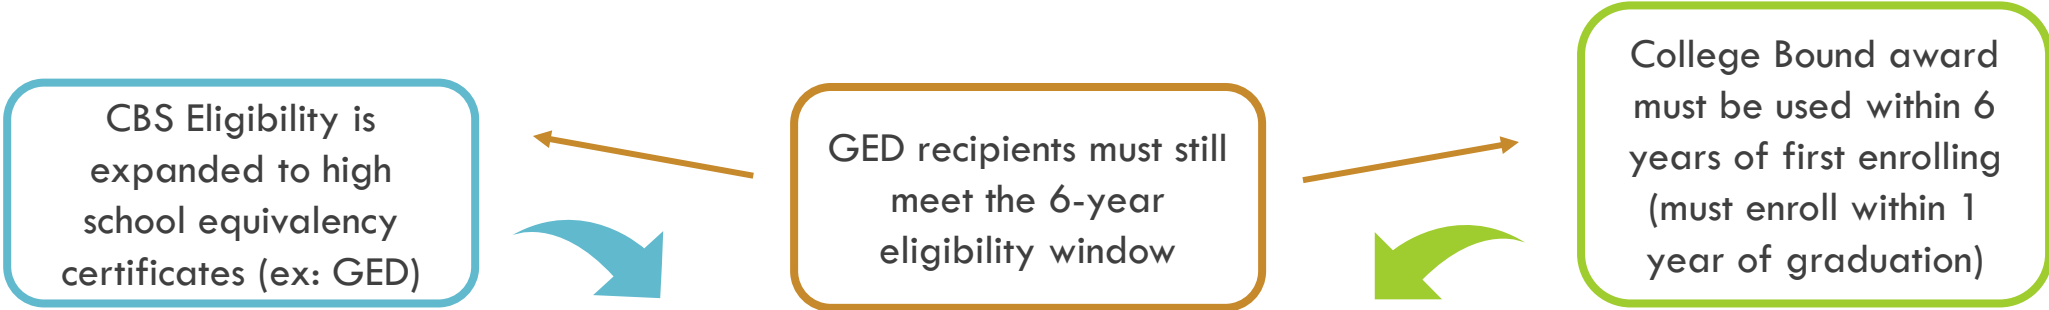 CBS Eligibility is
expanded to high
school equivalency
certificates (ex: GED)
GED recipients must still
meet the 6-year
eligibility window
College Bound award
must be used within 6
years of first enrolling
(must enroll within 1
year of graduation)